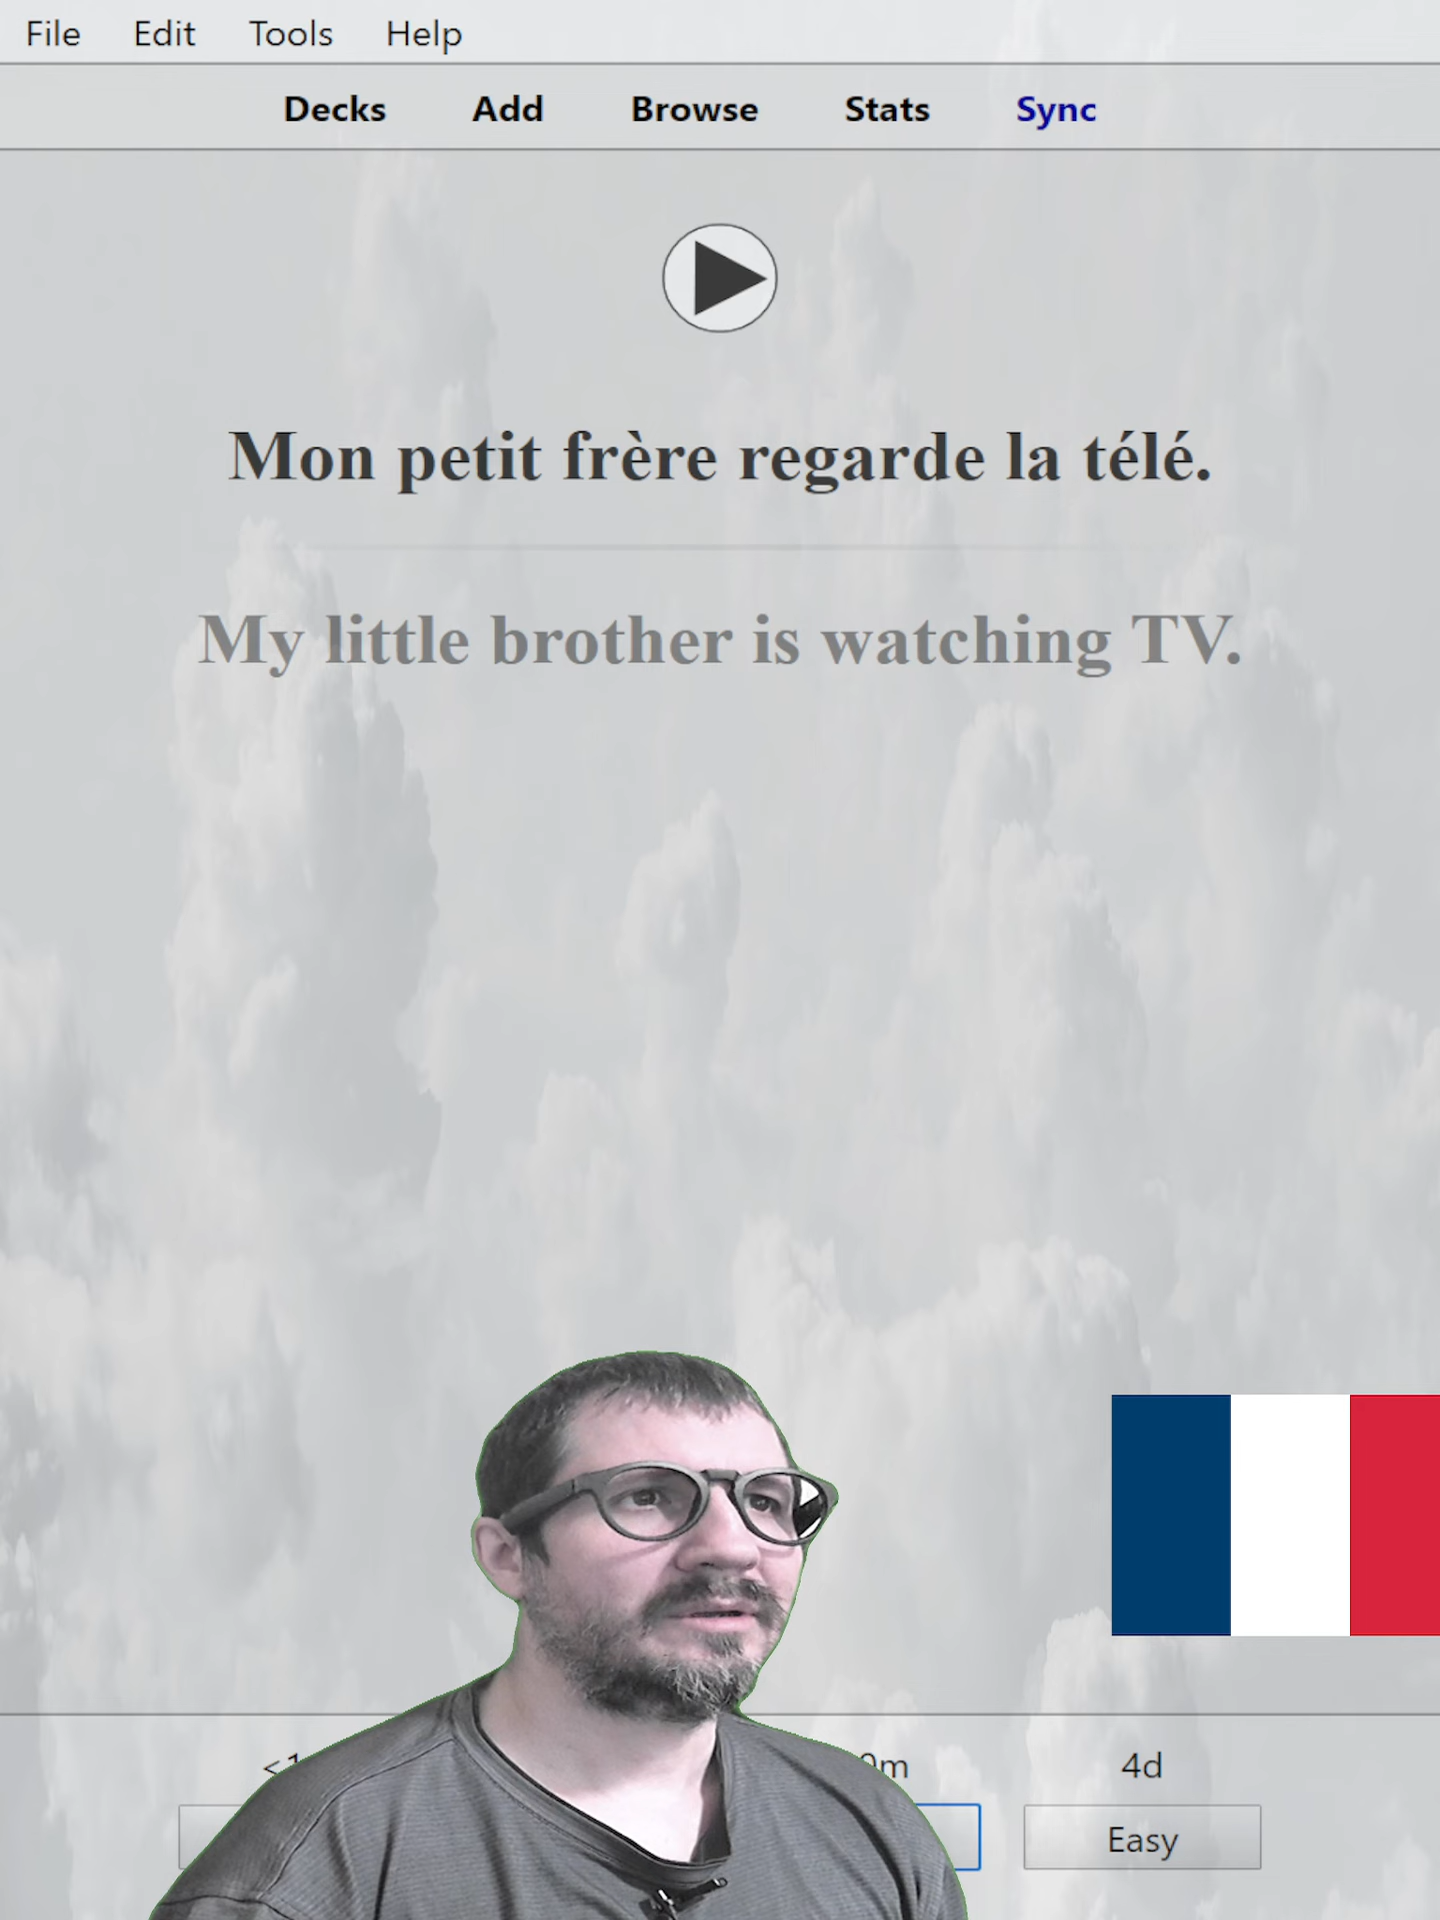 File Edit Tools Help
Decks Add Browse Stats Sync
Mon petit frère regarde la télé.
My little brother is watching TV.
4d
Easy